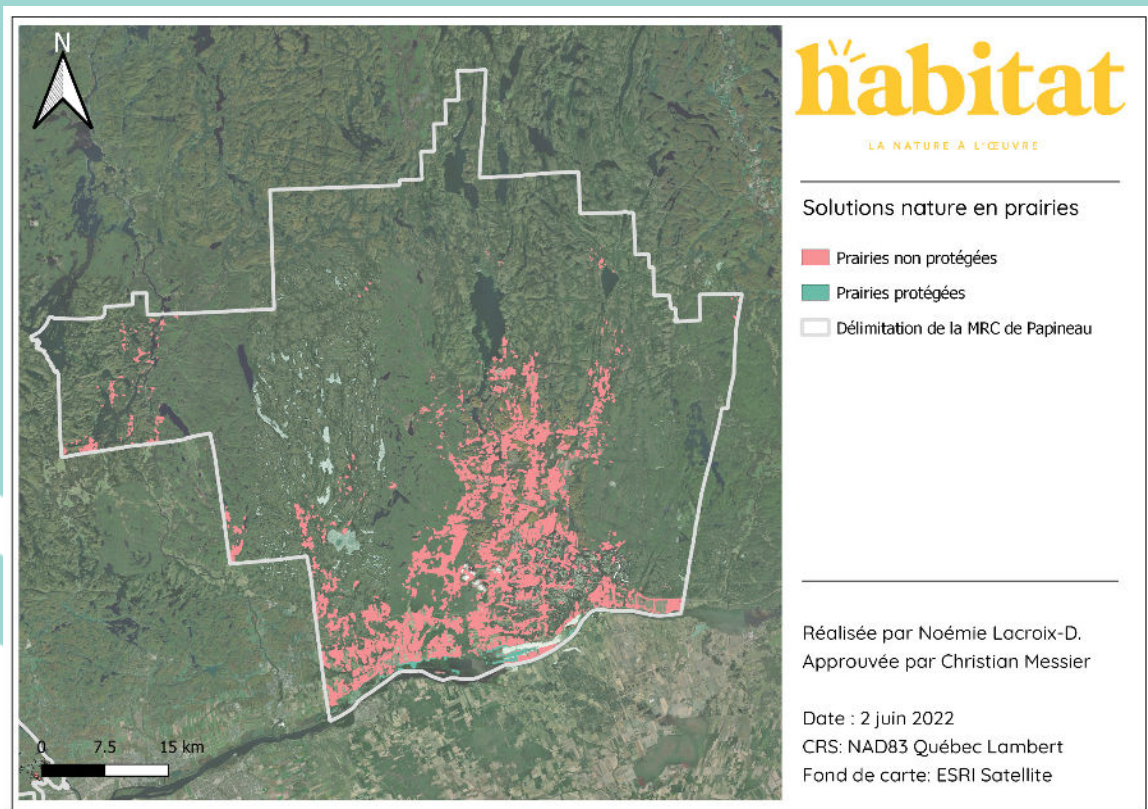 N
0 7.5 15 km
habitat
LA NATURE À L'ŒUVRE
Solutions nature en prairies
Prairies non protégées
Prairies protégées
Délimitation de la MRC de Papineau
Réalisée par Noémie Lacroix-D.
Approuvée par Christian Messier
Date : 2 juin 2022
CRS: NAD83 Québec Lambert
Fond de carte: ESRI Satellite